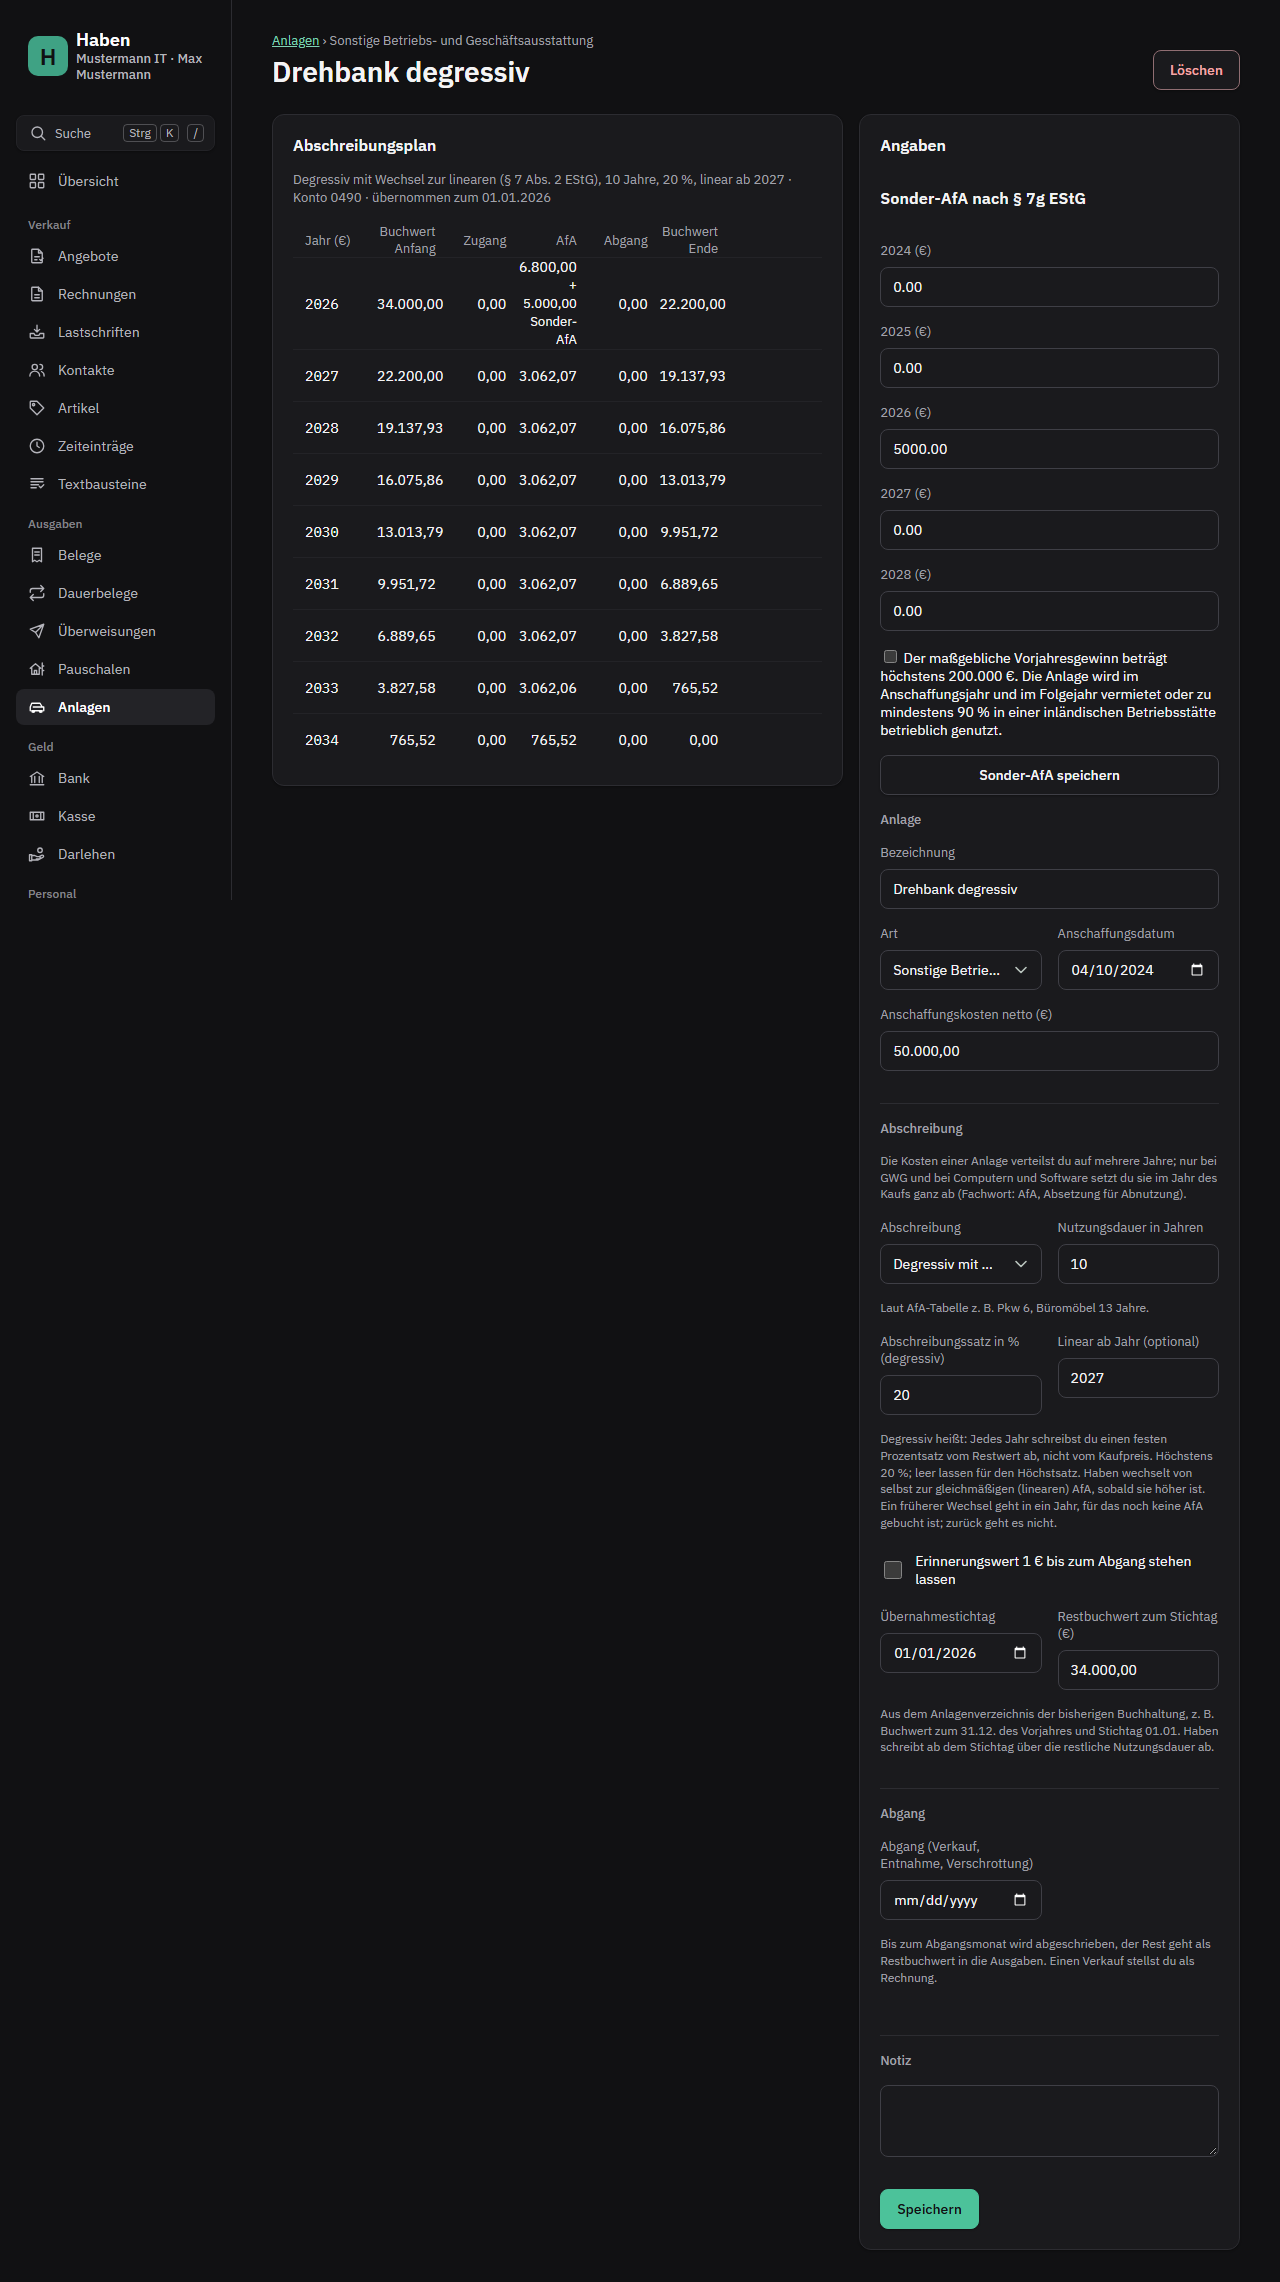 H
Haben
Mustermann IT · Max
Mustermann
Suche
Strg
K
/
Übersicht
Verkauf
Angebote
Rechnungen
Lastschriften
Kontakte
Artikel
Zeiteinträge
Textbausteine
Ausgaben
Belege
Dauerbelege
Überweisungen
Pauschalen
Anlagen
Geld
Bank
Kasse
Darlehen
Personal
Anlagen › Sonstige Betriebs- und Geschäftsausstattung
Drehbank degressiv
Löschen
Abschreibungsplan
Degressiv mit Wechsel zur linearen (§ 7 Abs. 2 EStG), 10 Jahre, 20 %, linear ab 2027 ·
Konto 0490 · übernommen zum 01.01.2026
Jahr (€) Buchwert Anfang Zugang AfA Abgang Buchwert Ende
2026 34.000,00 0,00 6.800,00 + 5.000,00 Sonder-AfA 0,00 22.200,00
2027 22.200,00 0,00 3.062,07 0,00 19.137,93
2028 19.137,93 0,00 3.062,07 0,00 16.075,86
2029 16.075,86 0,00 3.062,07 0,00 13.013,79
2030 13.013,79 0,00 3.062,07 0,00 9.951,72
2031 9.951,72 0,00 3.062,07 0,00 6.889,65
2032 6.889,65 0,00 3.062,07 0,00 3.827,58
2033 3.827,58 0,00 3.062,06 0,00 765,52
2034 765,52 0,00 765,52 0,00 0,00
Angaben
Sonder-AfA nach § 7g EStG
2024 (€)
0.00
2025 (€)
0.00
2026 (€)
5000.00
2027 (€)
0.00
2028 (€)
0.00
Der maßgebliche Vorjahresgewinn beträgt
höchstens 200.000 €. Die Anlage wird im
Anschaffungsjahr und im Folgejahr vermietet oder zu
mindestens 90 % in einer inländischen Betriebsstätte
betrieblich genutzt.
Sonder-AfA speichern
Anlage
Bezeichnung
Drehbank degressiv
Art
Anschaffungsdatum
Sonstige Betrie...
04/10/2024
Anschaffungskosten netto (€)
50.000,00
Abschreibung
Die Kosten einer Anlage verteilst du auf mehrere Jahre; nur bei
GWG und bei Computern und Software setzt du sie im Jahr des
Kaufs ganz ab (Fachwort: AfA, Absetzung für Abnutzung).
Abschreibung
Nutzungsdauer in Jahren
Degressiv mit ...
10
Laut AfA-Tabelle z. B. Pkw 6, Büromöbel 13 Jahre.
Abschreibungssatz in %
(degressiv)
Linear ab Jahr (optional)
20
2027
Degressiv heißt: Jedes Jahr schreibst du einen festen
Prozentsatz vom Restwert ab, nicht vom Kaufpreis. Höchstens
20 %; leer lassen für den Höchstsatz. Haben wechselt von
selbst zur gleichmäßigen (linearen) AfA, sobald sie höher ist.
Ein früherer Wechsel geht in ein Jahr, für das noch keine AfA
gebucht ist; zurück geht es nicht.
Erinnerungswert 1 € bis zum Abgang stehen
lassen
Übernahmestichtag
Restbuchwert zum Stichtag
(€)
01/01/2026
34.000,00
Aus dem Anlagenverzeichnis der bisherigen Buchhaltung, z. B.
Buchwert zum 31.12. des Vorjahres und Stichtag 01.01. Haben
schreibt ab dem Stichtag über die restliche Nutzungsdauer ab.
Abgang
Abgang (Verkauf,
Entnahme, Verschrottung)
mm/dd/yyyy
Bis zum Abgangsmonat wird abgeschrieben, der Rest geht als
Restbuchwert in die Ausgaben. Einen Verkauf stellst du als
Rechnung.
Notiz
Speichern